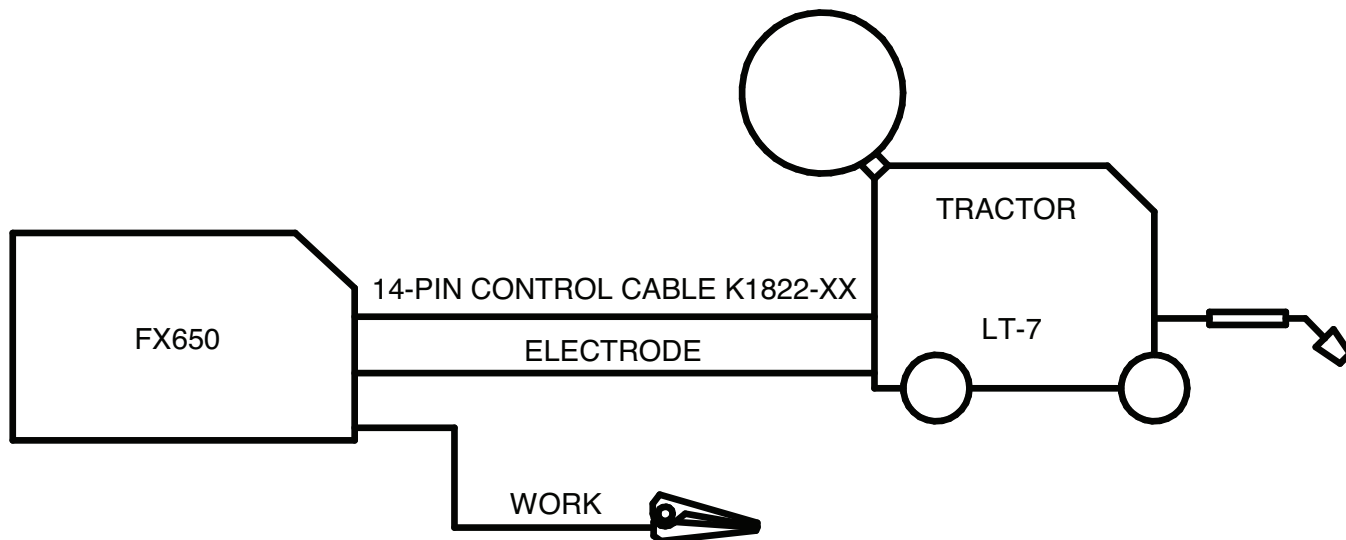 TRACTOR
14-PIN CONTROL CABLE K1822-XX
FX650
LT-7
ELECTRODE
WORK